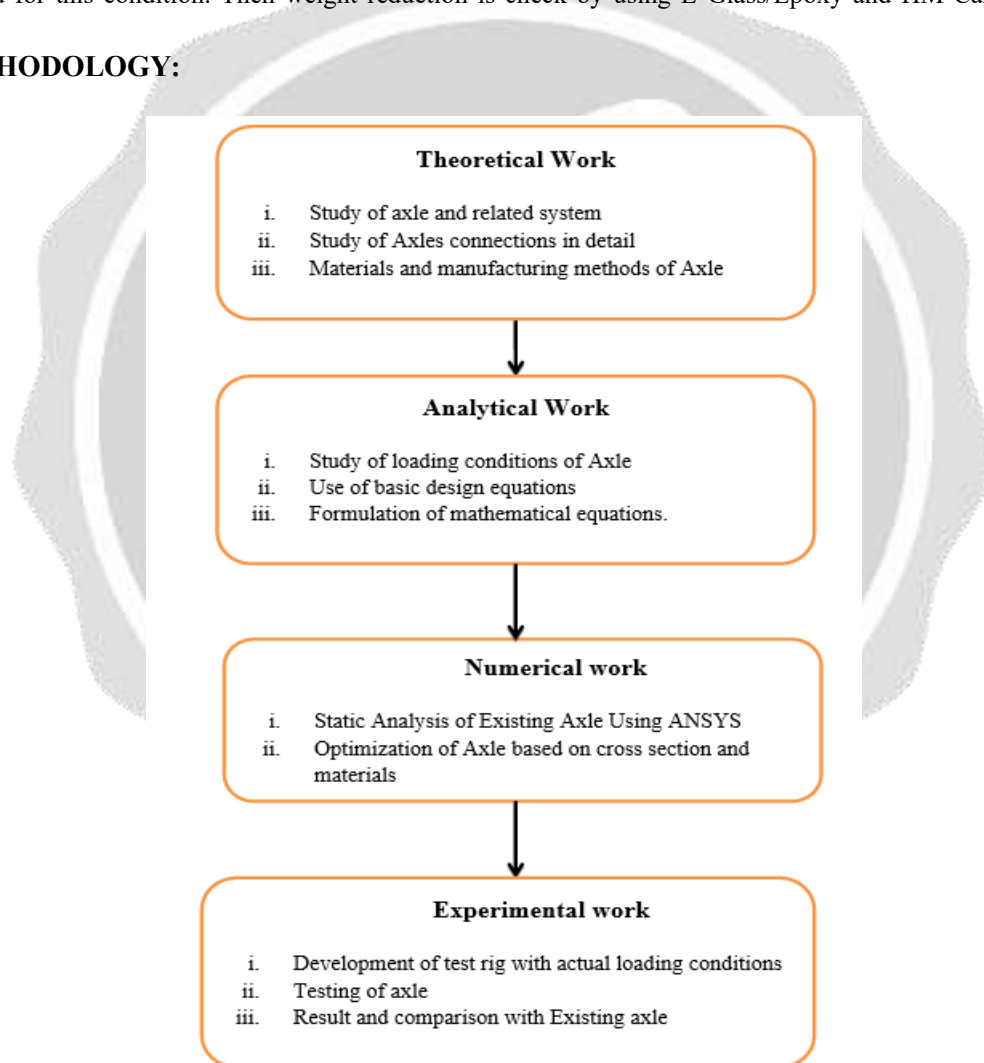 for this condition. Then weight reduction is check by using E Glass/Epoxy and HM
HODOLOGY:
Theoretical Work
i. Study of axle and related system
ii. Study of Axles connections in detail
iii. Materials and manufacturing methods of Axle
Analytical Work
i. Study of loading conditions of Axle
ii. Use of basic design equations
iii. Formulation of mathematical equations.
Numerical work
i. Static Analysis of Existing Axle Using ANSYS
ii. Optimization of Axle based on cross section and
materials
Experimental work
i. Development of test rig with actual loading conditions
ii. Testing of axle
iii. Result and comparison with Existing axle